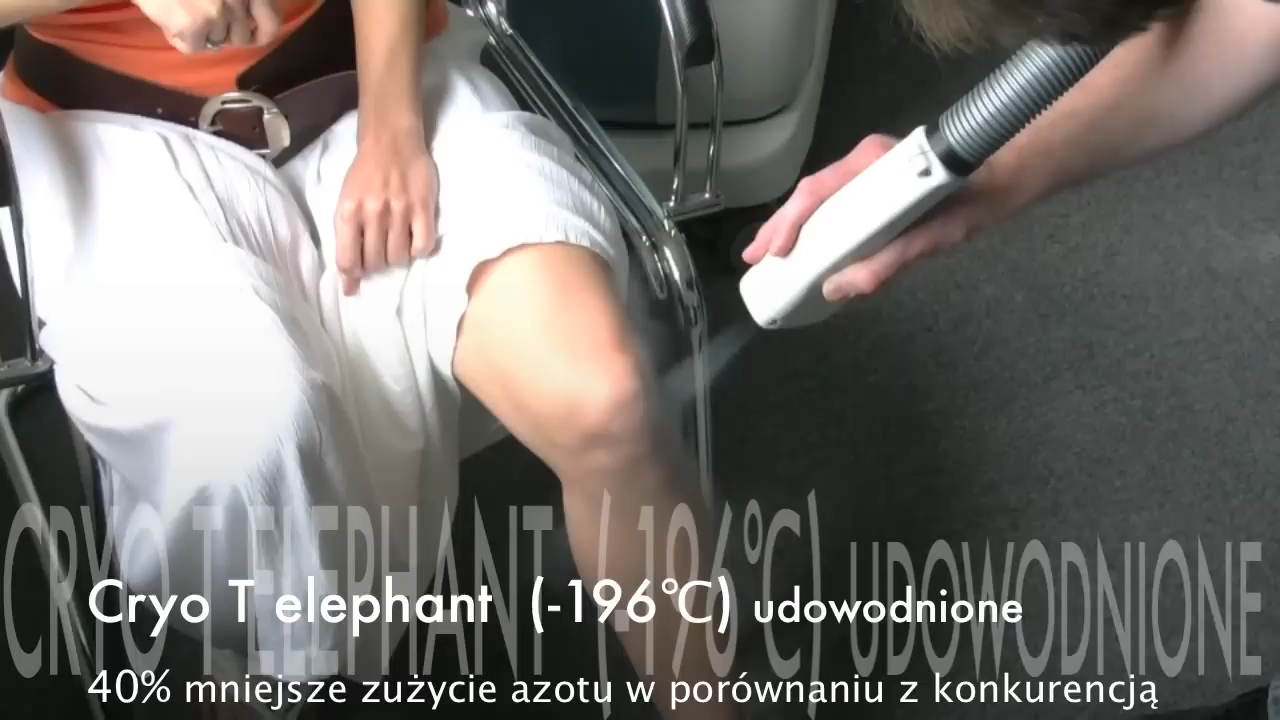 CRYO T ELEPHANT (-196°C) UDOWODNIONE
Cryo T elephant (-196°C) udowodnione
40% mniejsze zużycie azotu w porównaniu z konkurencją